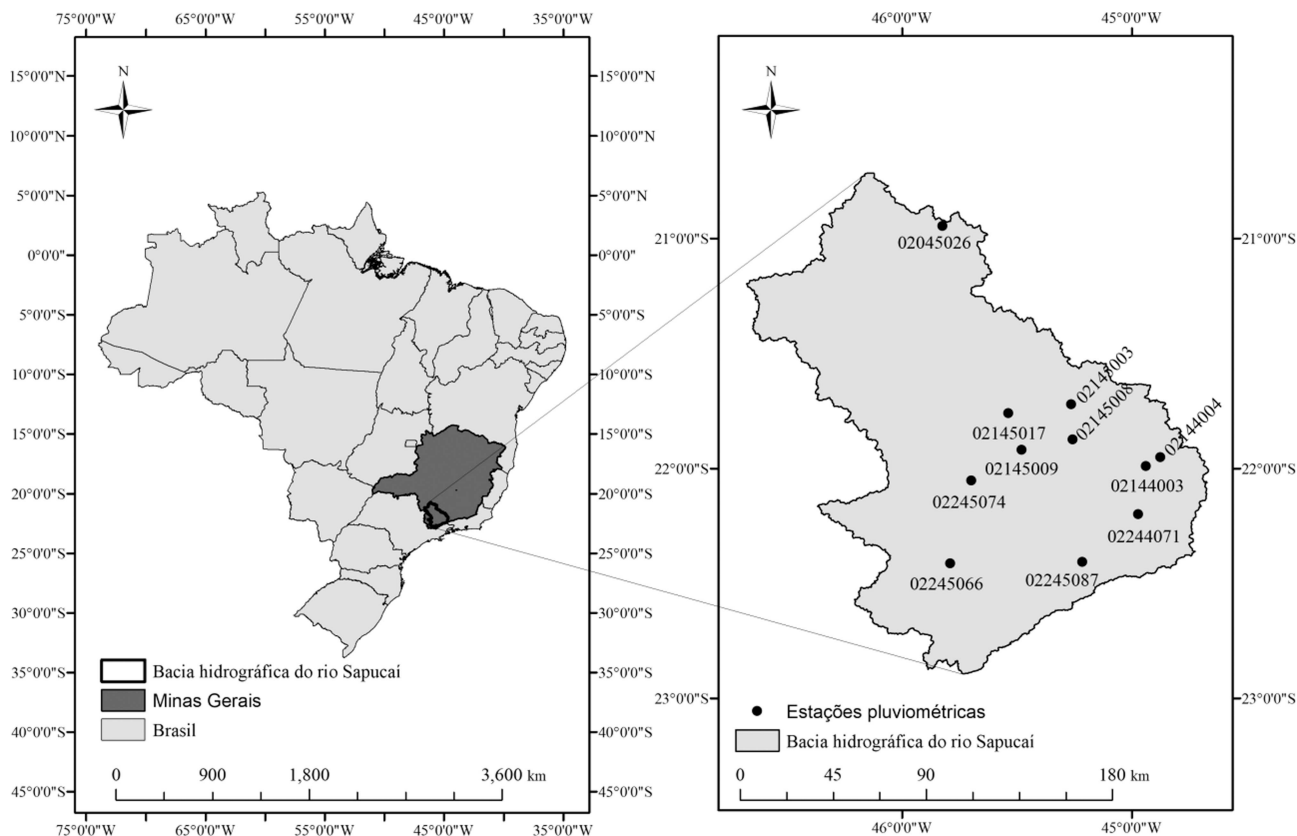 75°0'0"W 65°0'0"W 55°0'0"W 45°0'0"W 35°0'0"W
15°0'0"N 15°0'0"N
10°0'0"N 10°0'0"N
5°0'0"N 5°0'0"N
0°0'0" 0°0'0"
5°0'0"S 5°0'0"S
10°0'0"S 10°0'0"S
15°0'0"S 15°0'0"S
20°0'0"S 20°0'0"S
25°0'0"S 25°0'0"S
30°0'0"S 30°0'0"S
35°0'0"S 35°0'0"S
40°0'0"S 40°0'0"S
45°0'0"S 45°0'0"S
N
Bacia hidrográfica do rio Sapucaí
Minas Gerais
Brasil
0 900 1,800 3,600 km
75°0'0"W 65°0'0"W 55°0'0"W 45°0'0"W 35°0'0"W
46°0'0"W 45°0'0"W
N
21°0'0"S 21°0'0"S
22°0'0"S 22°0'0"S
23°0'0"S 23°0'0"S
02045026
02145003
02145008
02144004
02145017
02145009
02144003
02245074
02244071
02245066
02245087
Estações pluviométricas
Bacia hidrográfica do rio Sapucaí
0 45 90 180 km
46°0'0"W 45°0'0"W